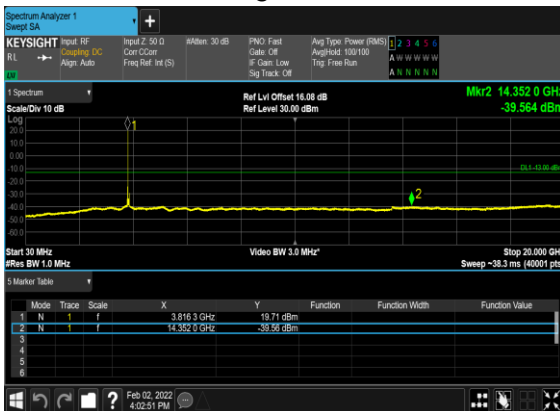 Spectrum Analyzer 1
Swept SA
KEYSIGHT Input: RF Input Z: 50 Ω #Atten: 30 dB PNO: Fast Avg Type: Power (RMS) 1 2 3 4 5 6
RL Coupling: DC Corr CCorr Gate: Off Avg|Hold: 100/100 A W W W W W
Align: Auto Freq Ref: Int (S) IF Gain: Low Trig: Free Run
LV Sig Track: Off A N N N N N
1 Spectrum Ref Lvl Offset 16.08 dB Mkr2 14.352 0 GHz
Scale/Div 10 dB Ref Level 30.00 dBm -39.564 dBm
Log
20.0
10.0
0.00
-10.0
-20.0
-30.0
-40.0
-50.0
-60.0
1
DL1 -13.00 dBm
2
Start 30 MHz Video BW 3.0 MHz* Stop 20.000 GHz
#Res BW 1.0 MHz Sweep ~38.3 ms (40001 pts)
5 Marker Table
Mode Trace Scale X Y Function Function Width Function Value
1 N 1 f 3.816 3 GHz 19.71 dBm
2 N 1 f 14.352 0 GHz -39.56 dBm
3
4
5
6
? Feb 02, 2022
4:02:51 PM